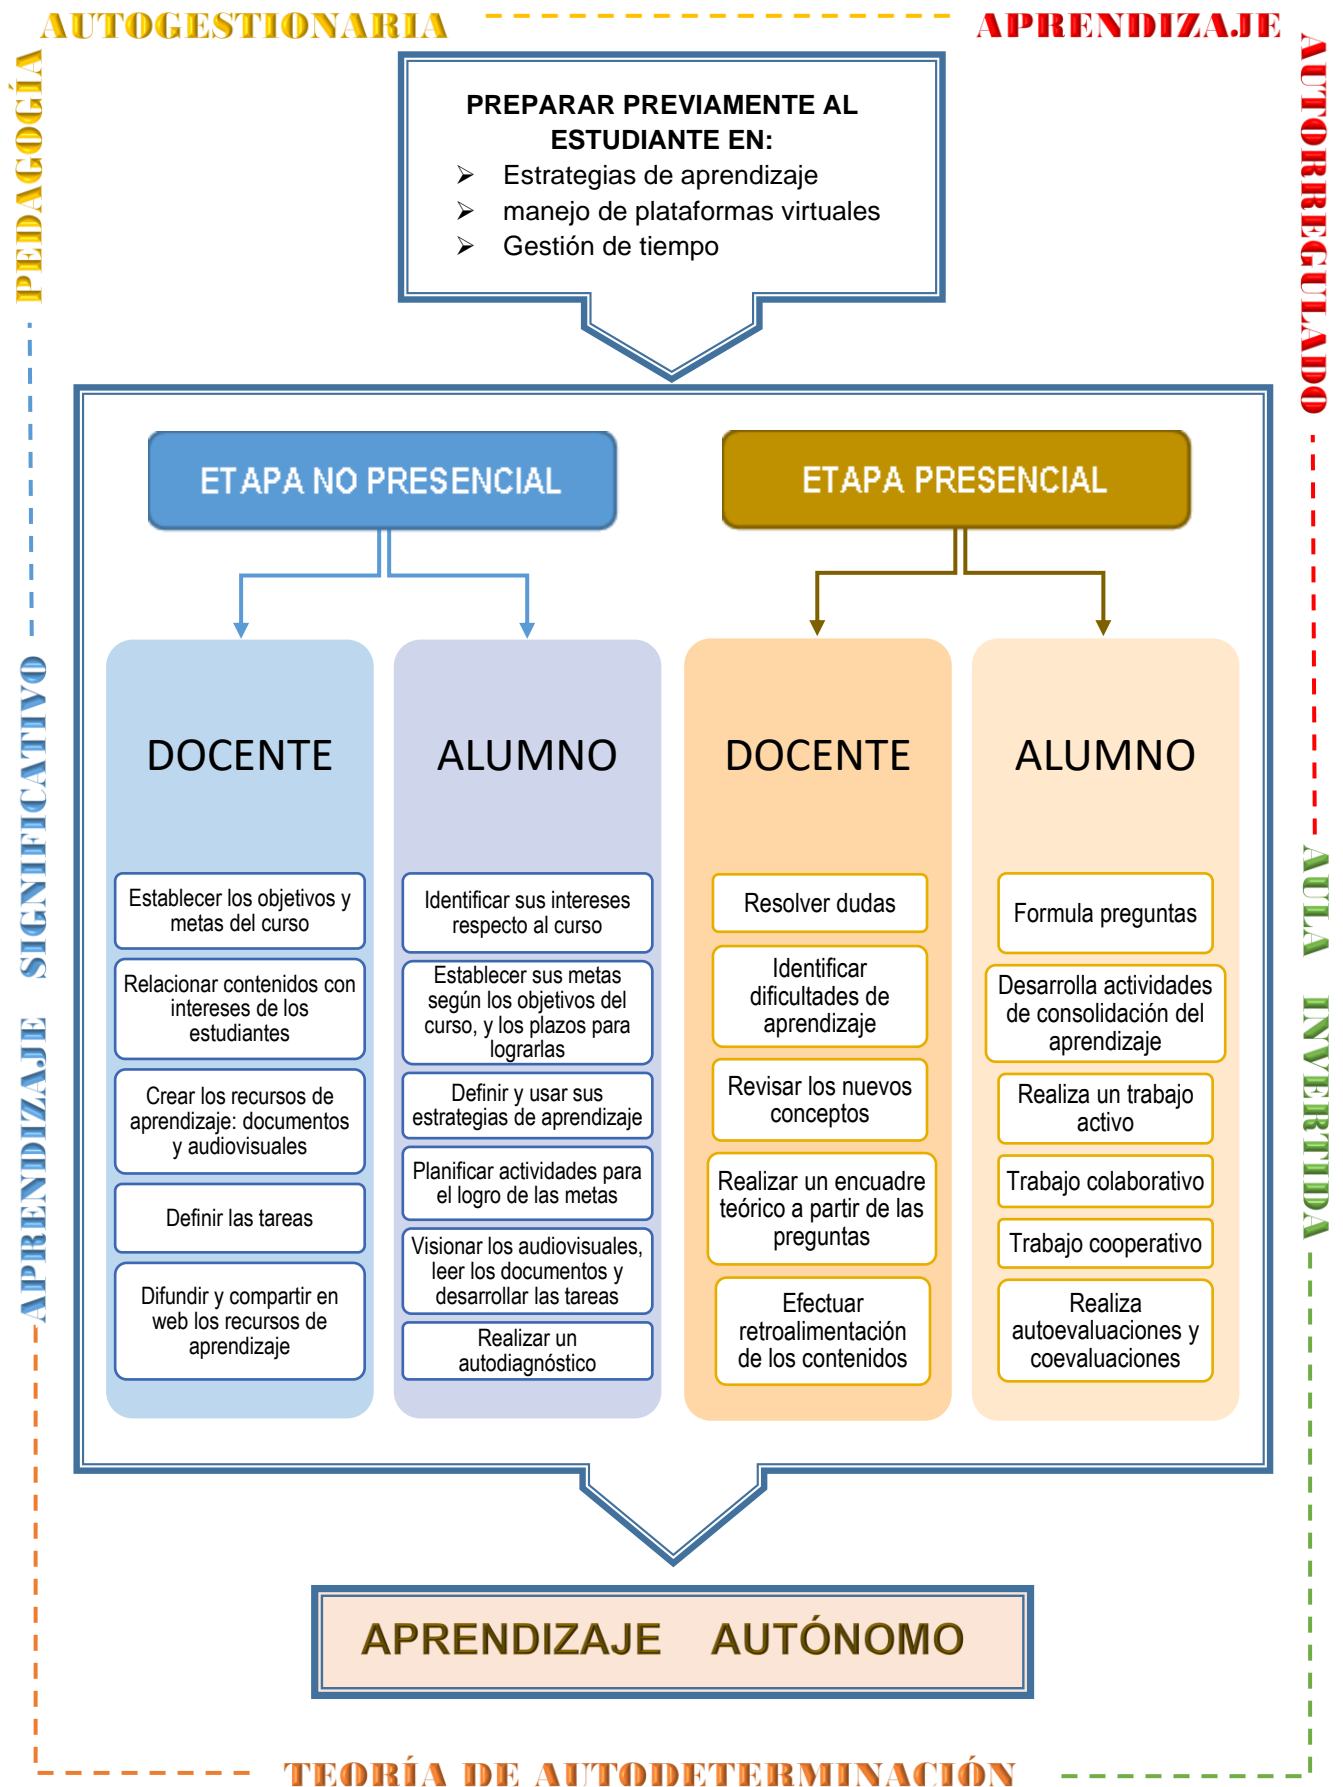 PEDAGOGÍA
AUTOGESTIONARIA
APRENDIZAJE
AUTORREGULADO
PREPARAR PREVIAMENTE AL
ESTUDIANTE EN:
➢ Estrategias de aprendizaje
➢ manejo de plataformas virtuales
➢ Gestión de tiempo
ETAPA NO PRESENCIAL
DOCENTE
Establecer los objetivos y
metas del curso
Relacionar contenidos con
intereses de los
estudiantes
Crear los recursos de
aprendizaje: documentos
y audiovisuales
Definir las tareas
Difundir y compartir en
web los recursos de
aprendizaje
ALUMNO
Identificar sus intereses
respecto al curso
Establecer sus metas
según los objetivos del
curso, y los plazos para
lograrlas
Definir y usar sus
estrategias de aprendizaje
Planificar actividades para
el logro de las metas
Visionar los audiovisuales,
leer los documentos y
desarrollar las tareas
Realizar un
autodiagnóstico
ETAPA PRESENCIAL
DOCENTE
Resolver dudas
Identificar
dificultades de
aprendizaje
Revisar los nuevos
conceptos
Realizar un encuadre
teórico a partir de las
preguntas
Efectuar
retroalimentación
de los contenidos
ALUMNO
Formula preguntas
Desarrolla actividades
de consolidación del
aprendizaje
Realiza un trabajo
activo
Trabajo colaborativo
Trabajo cooperativo
Realiza
autoevaluaciones y
coevaluaciones
APRENDIZAJE SIGNIFICATIVO
AULA INVERTIDA
APRENDIZAJE AUTÓNOMO
TEORÍA DE AUTODETERMINACIÓN